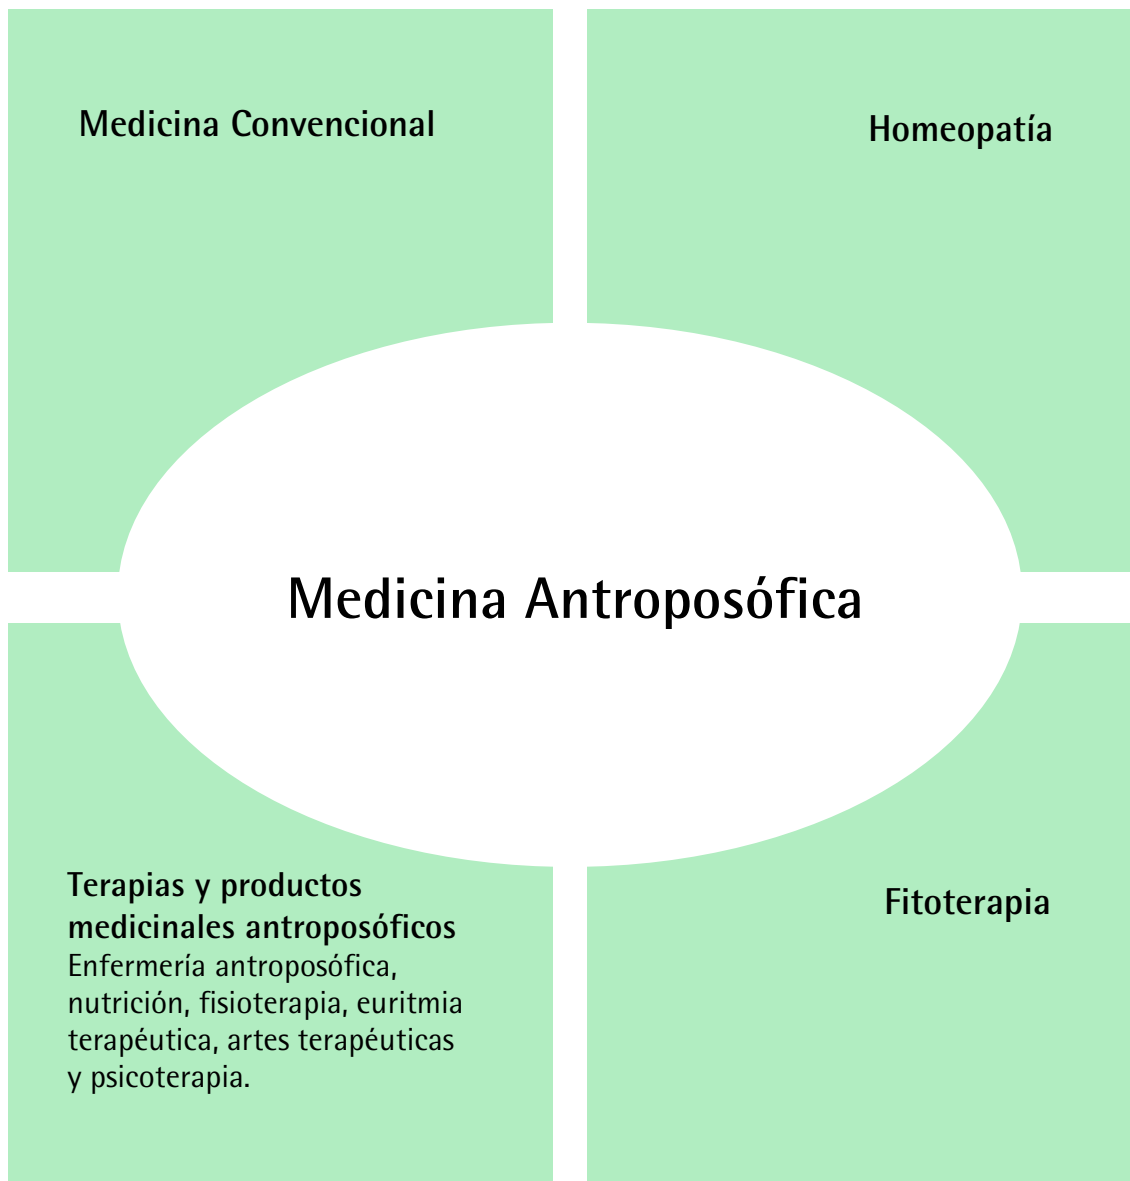 Medicina Convencional
Homeopatía
Medicina Antroposófica
Terapias y productos
medicinales antroposóficos
Enfermería antroposófica,
nutrición, fisioterapia, euritmia
terapéutica, artes terapéuticas
y psicoterapia.
Fitoterapia